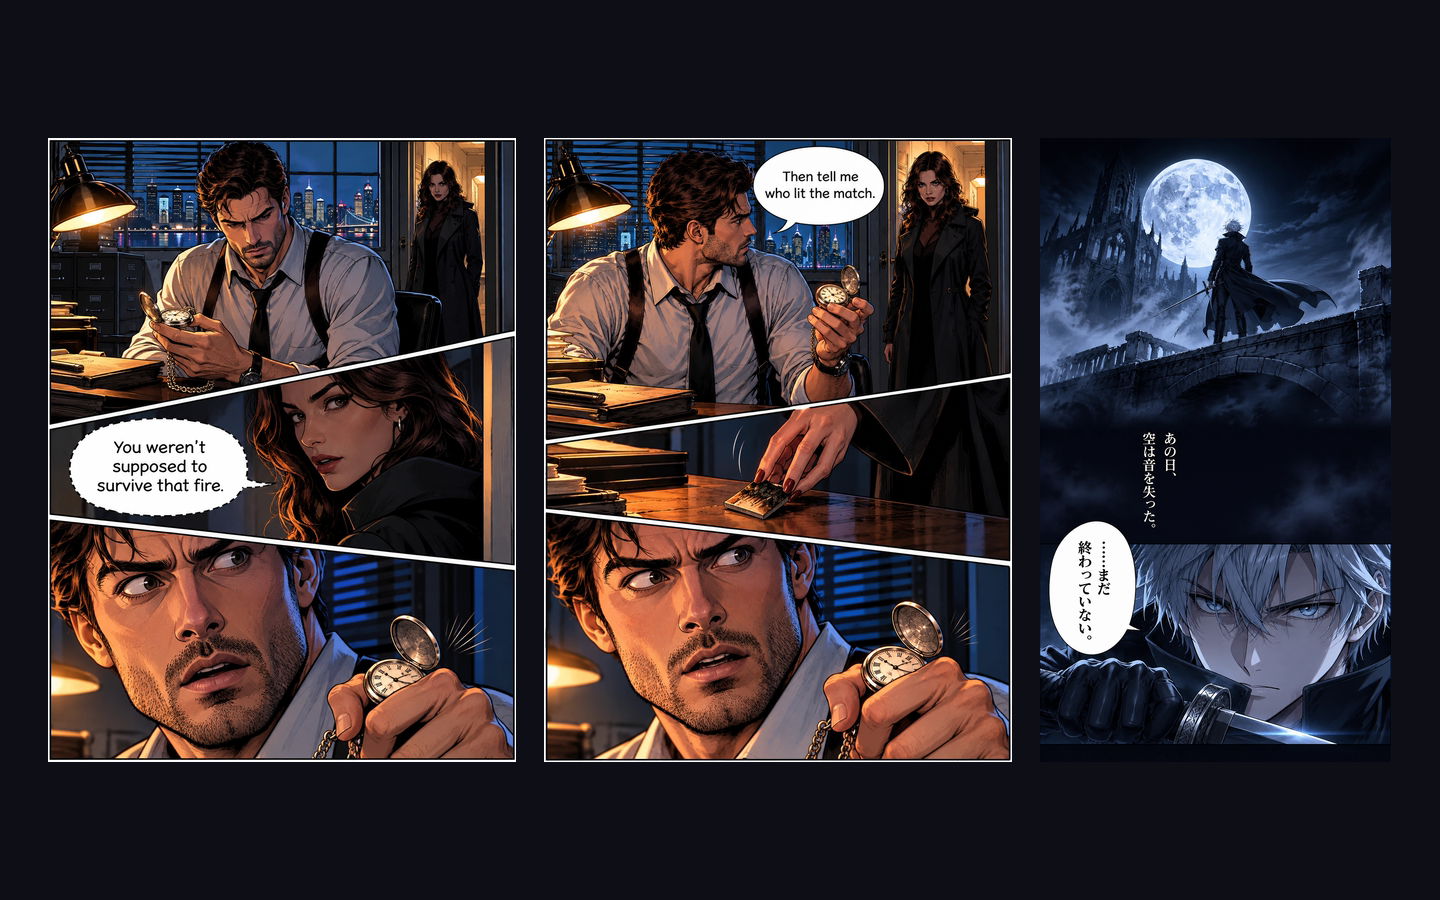 You weren't
supposed to
survive that fire.
Then tell me
who lit the match.
あの日、
空は音を失った。
……まだ
終わっていない。